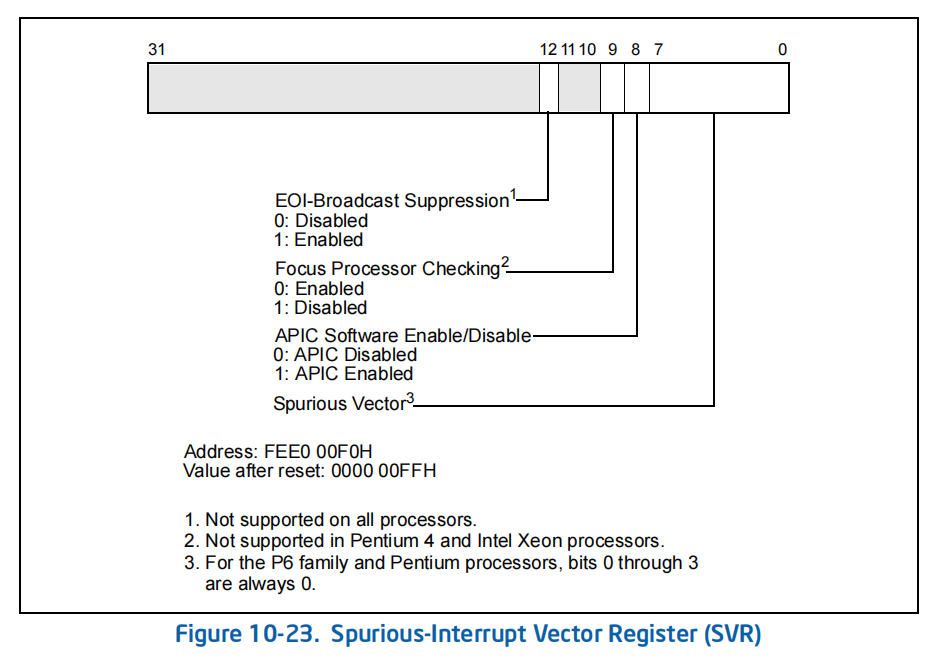 31 12 11 10 9 8 7 0
EOI-Broadcast Suppression1
0: Disabled
1: Enabled
Focus Processor Checking2
0: Enabled
1: Disabled
APIC Software Enable/Disable
0: APIC Disabled
1: APIC Enabled
Spurious Vector3
Address: FEE0 00F0H
Value after reset: 0000 00FFH
1. Not supported on all processors.
2. Not supported in Pentium 4 and Intel Xeon processors.
3. For the P6 family and Pentium processors, bits 0 through 3
are always 0.
Figure 10-23. Spurious-Interrupt Vector Register (SVR)